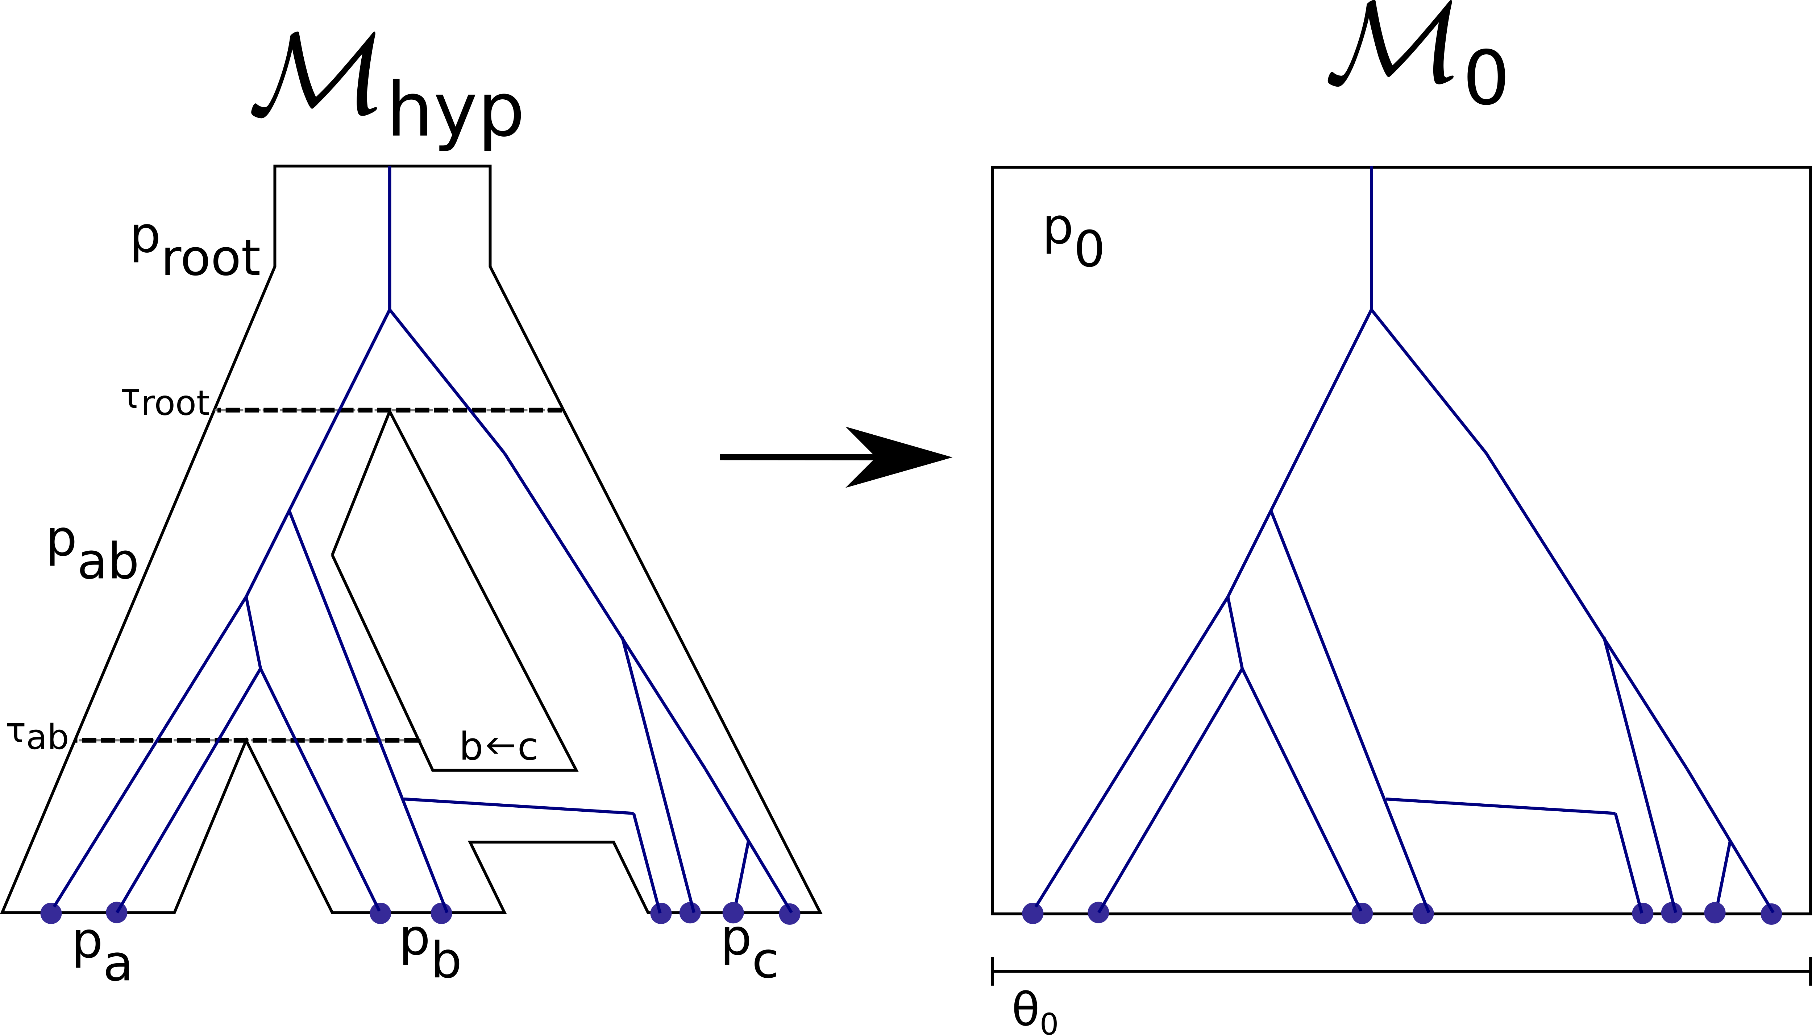 ℳhyp
ℳ0
proot
p0
τroot
pab
τab
b←c
pa
pb
pc
θ0